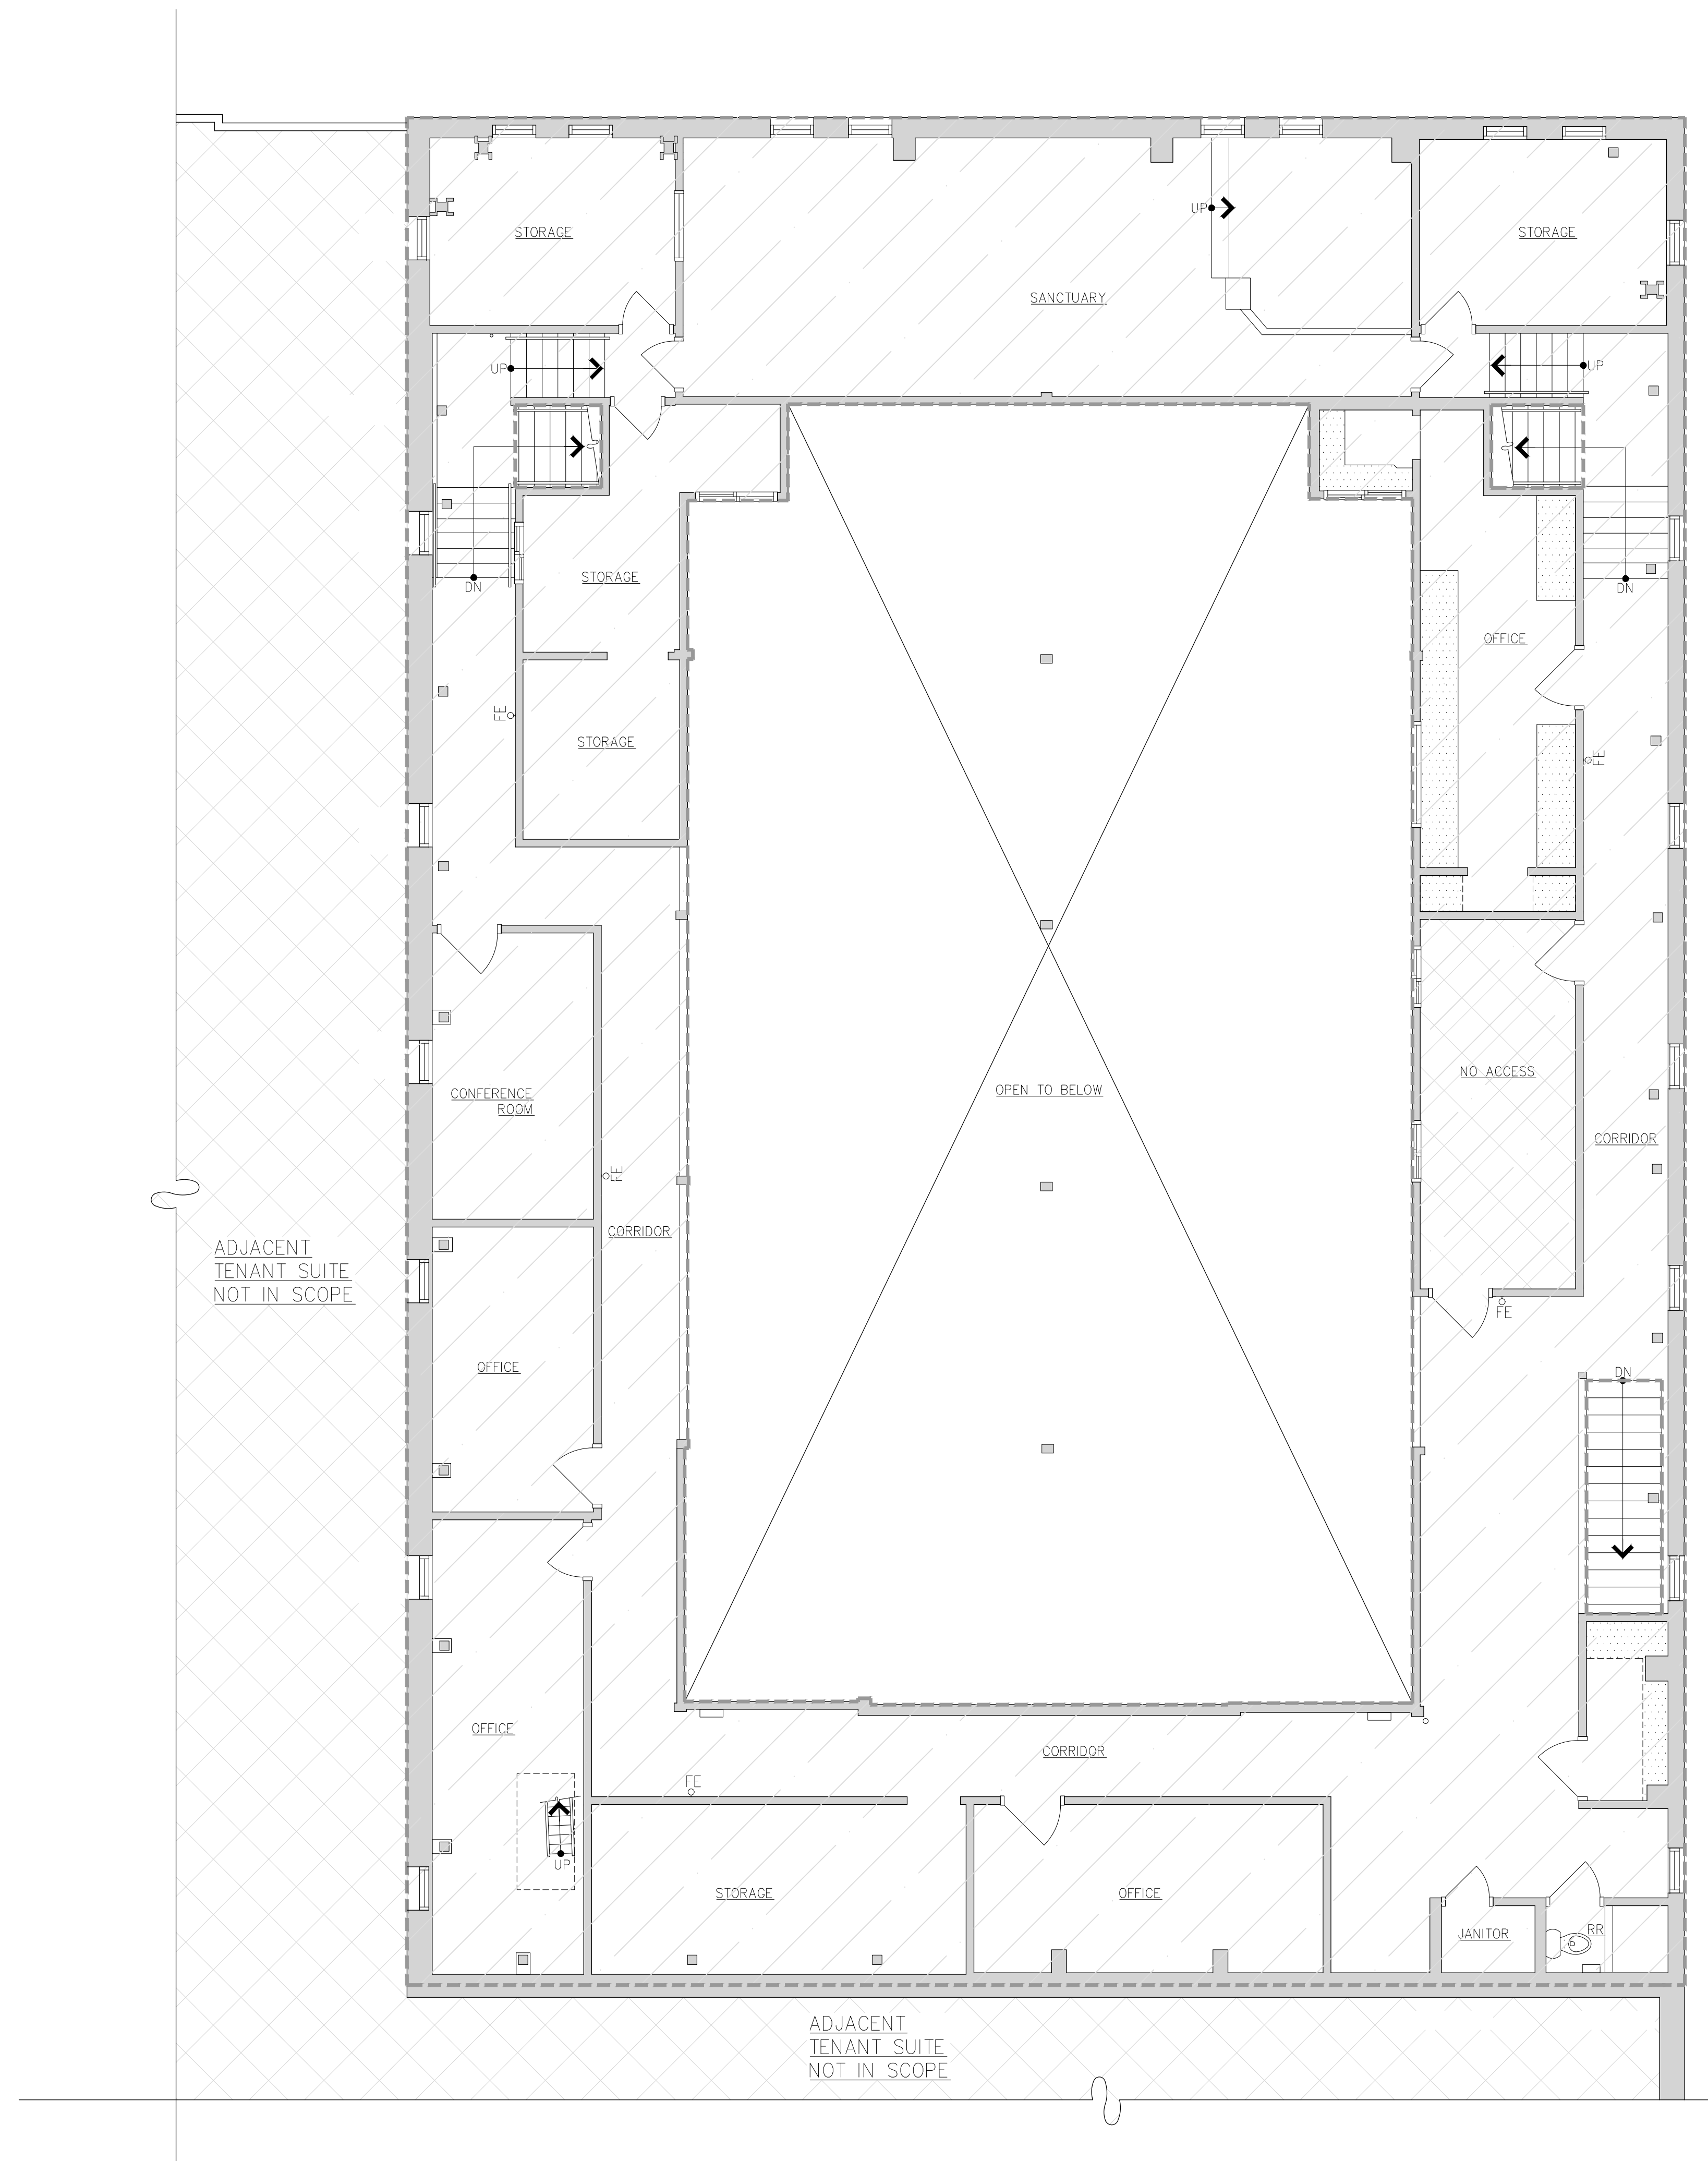 UP
STORAGE
STORAGE
SANCTUARY
UP
UP
STORAGE
DN
DN
OFFICE
FE
STORAGE
FE
NO ACCESS
OPEN TO BELOW
CONFERENCE
ROOM
CORRIDOR
FE
CORRIDOR
ADJACENT
TENANT SUITE
NOT IN SCOPE
FE
OFFICE
DN
OFFICE
CORRIDOR
FE
UP
STORAGE
OFFICE
JANITOR
RR
ADJACENT
TENANT SUITE
NOT IN SCOPE